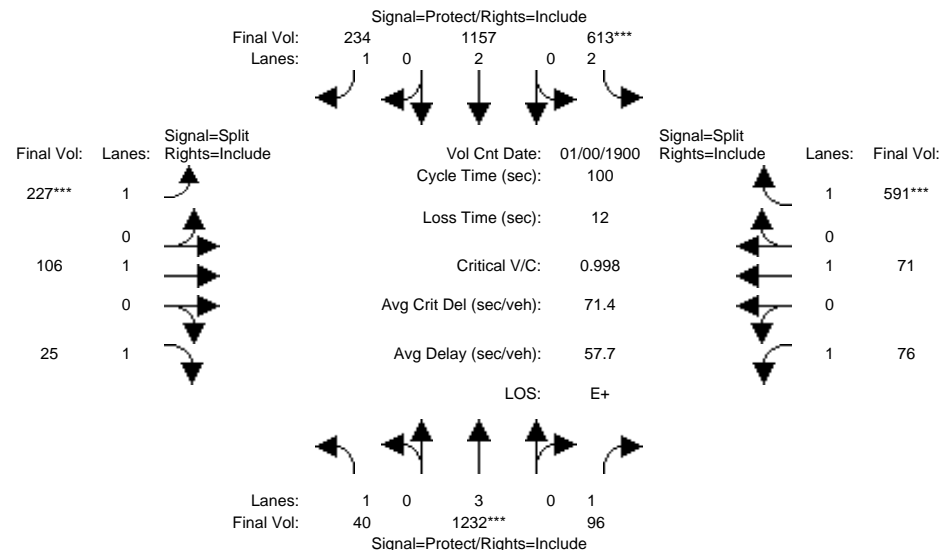 Signal=Protect/Rights=Include
Final Vol: 234 1157 613***
Lanes: 1 0 2 0 2
Signal=Split Signal=Split
Final Vol: Lanes: Rights=Include Vol Cnt Date: 01/00/1900 Rights=Include Lanes: Final Vol:
Cycle Time (sec): 100
227*** 1 1 591***
Loss Time (sec): 12
0 0
106 1 Critical V/C: 0.998 1 71
0 Avg Crit Del (sec/veh): 71.4 0
25 1 Avg Delay (sec/veh): 57.7 1 76
LOS: E+
Lanes: 1 0 3 0 1
Final Vol: 40 1232*** 96
Signal=Protect/Rights=Include